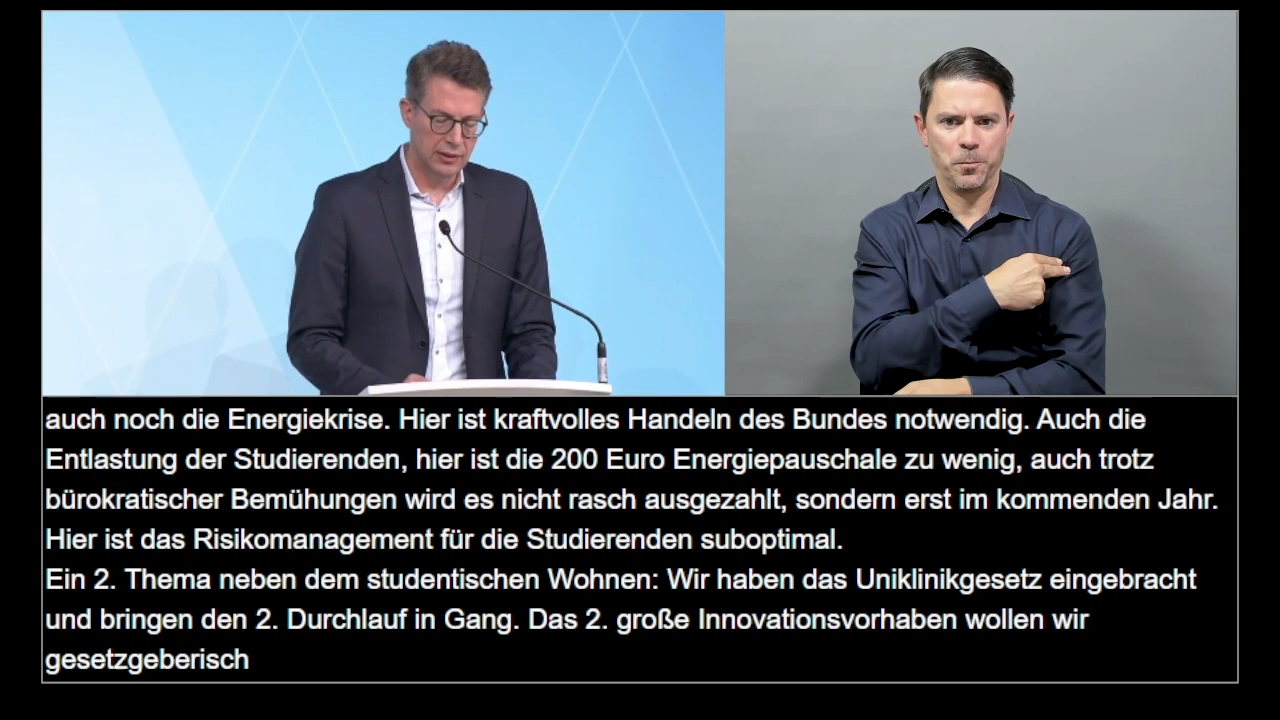 auch noch die Energiekrise. Hier ist kraftvolles Handeln des Bundes notwendig. Auch die
Entlastung der Studierenden, hier ist die 200 Euro Energiepauschale zu wenig, auch trotz
bürokratischer Bemühungen wird es nicht rasch ausgezahlt, sondern erst im kommenden Jahr.
Hier ist das Risikomanagement für die Studierenden suboptimal.
Ein 2. Thema neben dem studentischen Wohnen: Wir haben das Uniklinikgesetz eingebracht
und bringen den 2. Durchlauf in Gang. Das 2. große Innovationsvorhaben wollen wir
gesetzgeberisch